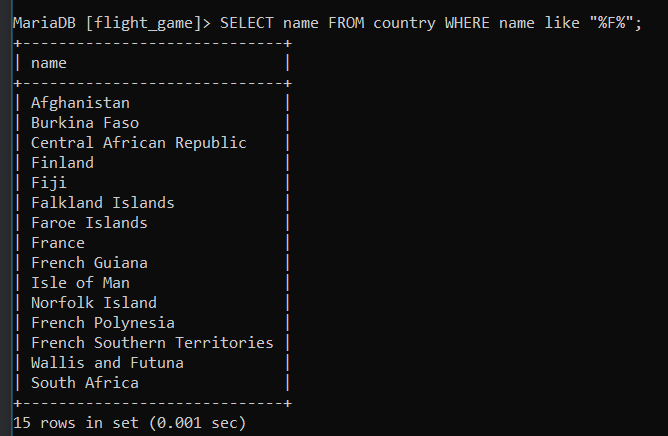 MariaDB [flight_game]> SELECT name FROM country WHERE name like "%F%";
+-----------------------------+
| name                        |
+-----------------------------+
| Afghanistan                 |
| Burkina Faso                |
| Central African Republic    |
| Finland                     |
| Fiji                        |
| Falkland Islands            |
| Faroe Islands               |
| France                      |
| French Guiana               |
| Isle of Man                 |
| Norfolk Island              |
| French Polynesia            |
| French Southern Territories |
| Wallis and Futuna           |
| South Africa                |
+-----------------------------+
15 rows in set (0.001 sec)